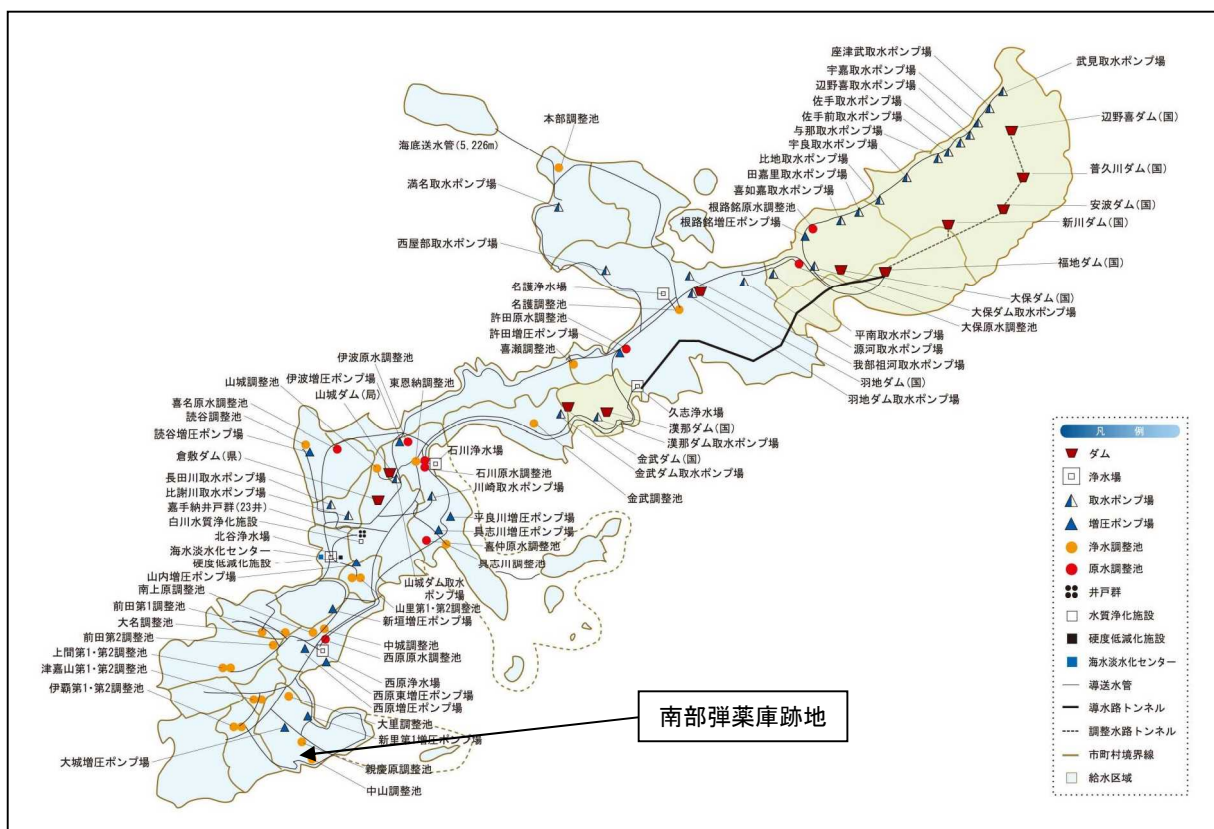 座津武取水ポンプ場
武見取水ポンプ場
宇嘉取水ポンプ場
辺野喜取水ポンプ場
佐手取水ポンプ場
佐手前取水ポンプ場
与那取水ポンプ場
宇良取水ポンプ場
比地取水ポンプ場
田嘉里取水ポンプ場
喜如嘉取水ポンプ場
根路銘原水調整池
根路銘増圧ポンプ場
辺野喜ダム(国)
普久川ダム(国)
安波ダム(国)
新川ダム(国)
福地ダム(国)
大保ダム(国)
大保ダム取水ポンプ場
大保原水調整池
平南取水ポンプ場
源河取水ポンプ場
我部祖河取水ポンプ場
羽地ダム(国)
羽地ダム取水ポンプ場
本部調整池
海底送水管(5,226m)
満名取水ポンプ場
西屋部取水ポンプ場
名護浄水場
名護調整池
許田原水調整池
許田増圧ポンプ場
喜瀬調整池
久志浄水場
漢那ダム(国)
漢那ダム取水ポンプ場
金武ダム(国)
金武ダム取水ポンプ場
金武調整池
伊波原水調整池
伊波増圧ポンプ場
東恩納調整池
山城調整池
山城ダム(局)
喜名原水調整池
読谷調整池
読谷増圧ポンプ場
倉敷ダム(県)
長田川取水ポンプ場
比謝川取水ポンプ場
嘉手納井戸群(23井)
白川水質浄化施設
北谷浄水場
海水淡水化センター
硬度低減化施設
山内増圧ポンプ場
石川浄水場
石川原水調整池
川崎取水ポンプ場
平良川増圧ポンプ場
具志川増圧ポンプ場
喜仲原水調整池
具志川調整池
山城ダム取水
ポンプ場
山里第1・第2調整池
新垣増圧ポンプ場
南上原調整池
前田第1調整池
大名調整池
前田第2調整池
上間第1・第2調整池
津嘉山第1・第2調整池
伊覇第1・第2調整池
中城調整池
西原原水調整池
西原浄水場
西原東増圧ポンプ場
西原増圧ポンプ場
大里調整池
新里第1増圧ポンプ場
大城増圧ポンプ場
親慶原調整池
中山調整池
南部弾薬庫跡地
凡 例
ダム
浄水場
取水ポンプ場
増圧ポンプ場
浄水調整池
原水調整池
井戸群
水質浄化施設
硬度低減化施設
海水淡水化センター
導送水管
導水路トンネル
調整水路トンネル
市町村境界線
給水区域